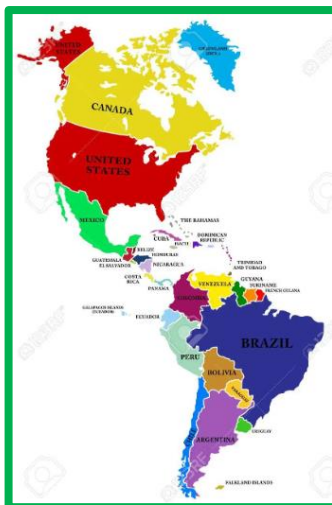 UNITED
STATES
GREENLAND
CANADA
UNITED
STATES
MEXICO
THE BAHAMAS
CUBA
DOMINICAN
REPUBLIC
HAITI
BELIZE
HONDURAS
GUATEMALA
EL SALVADOR
NICARAGUA
COSTA
RICA
PANAMA
TRINIDAD
AND TOBAGO
VENEZUELA
GUYANA
SURINAME
FRENCH GUIANA
COLOMBIA
GALAPAGOS ISLANDS
(ECUADOR)
ECUADOR
PERU
BRAZIL
BOLIVIA
PARAGUAY
CHILE
ARGENTINA
URUGUAY
FALKLAND ISLANDS